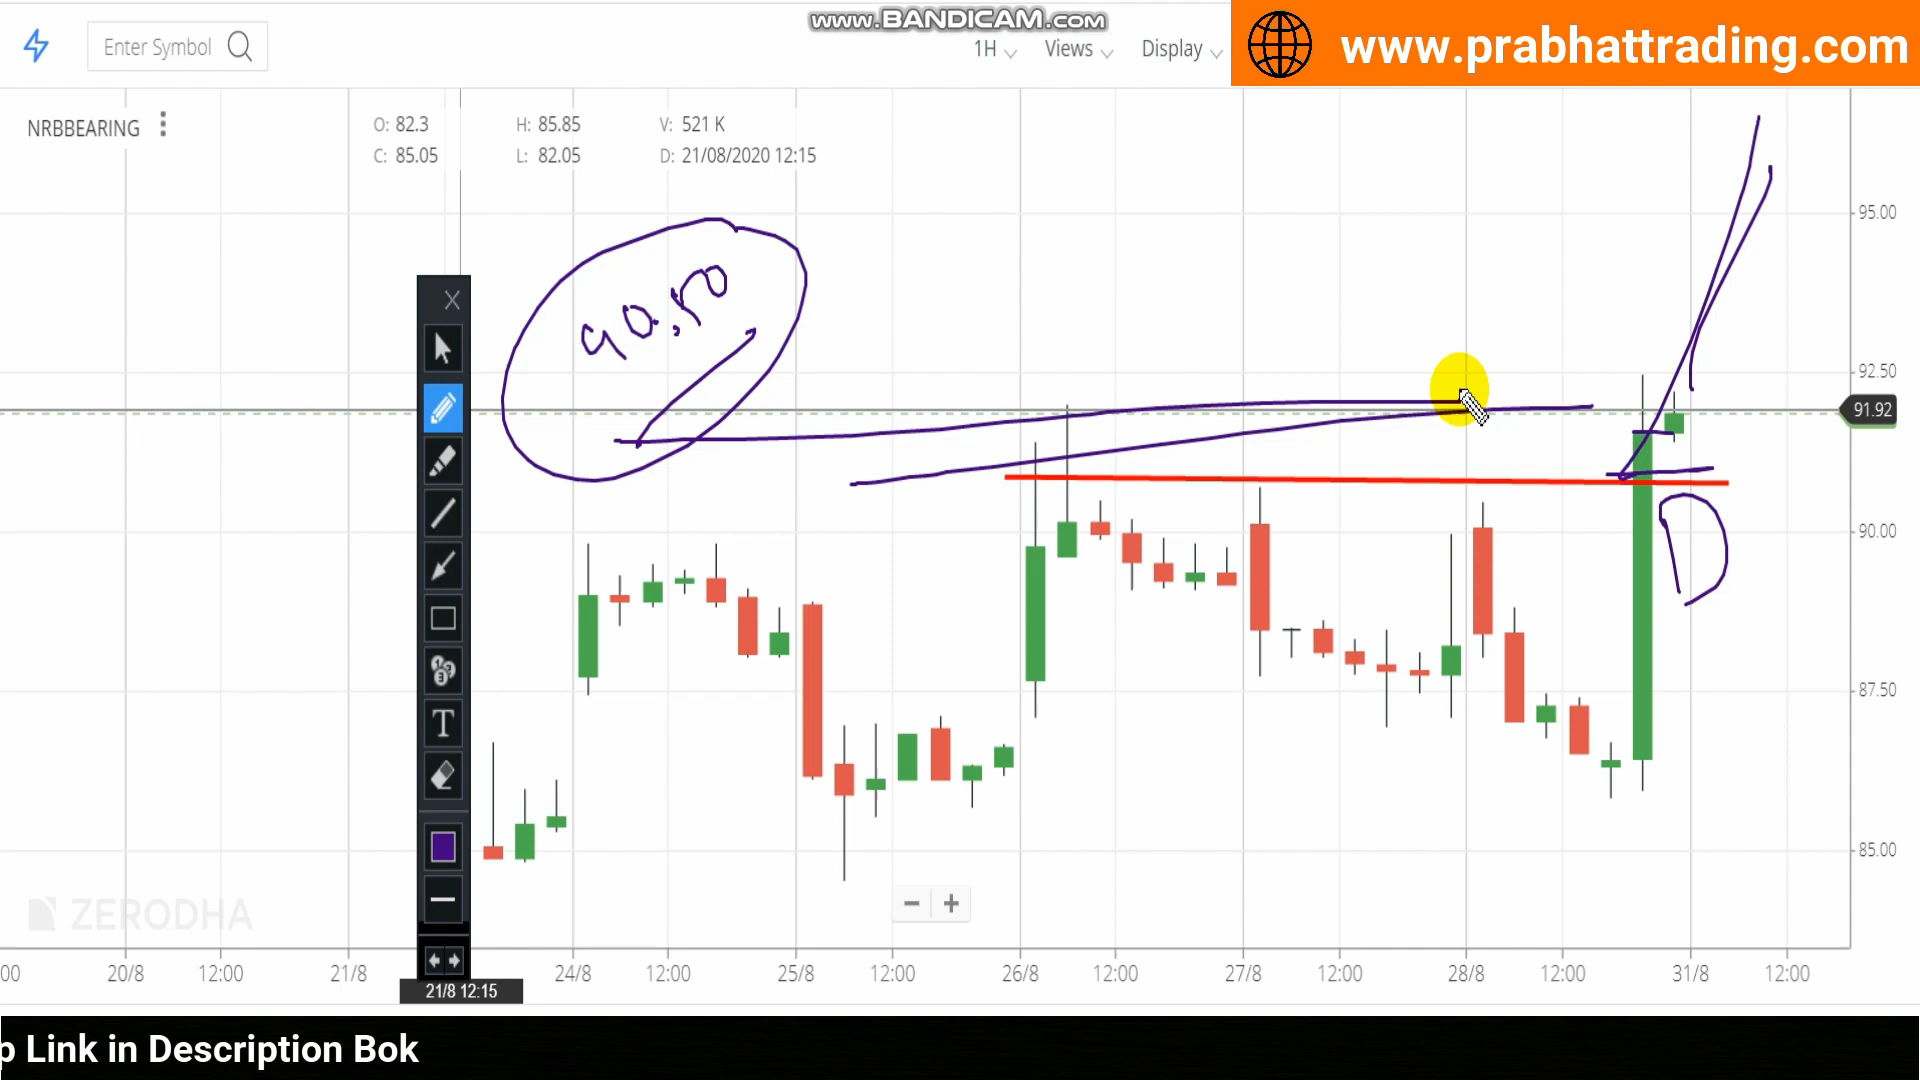 www.BANDICAM.com
Enter Symbol
1H
Views
Display
www.prabhattrading.com
NRBBEARING
O: 82.3 H: 85.85 V: 521 K
C: 85.05 L: 82.05 D: 21/08/2020 12:15
95.00
92.50
91.92
90.00
87.50
85.00
T
ZERODHA
00 20/8 12:00 21/8 24/8 12:00 25/8 12:00 26/8 12:00 27/8 12:00 28/8 12:00 31/8 12:00
21/8 12:15
p Link in Description Bok